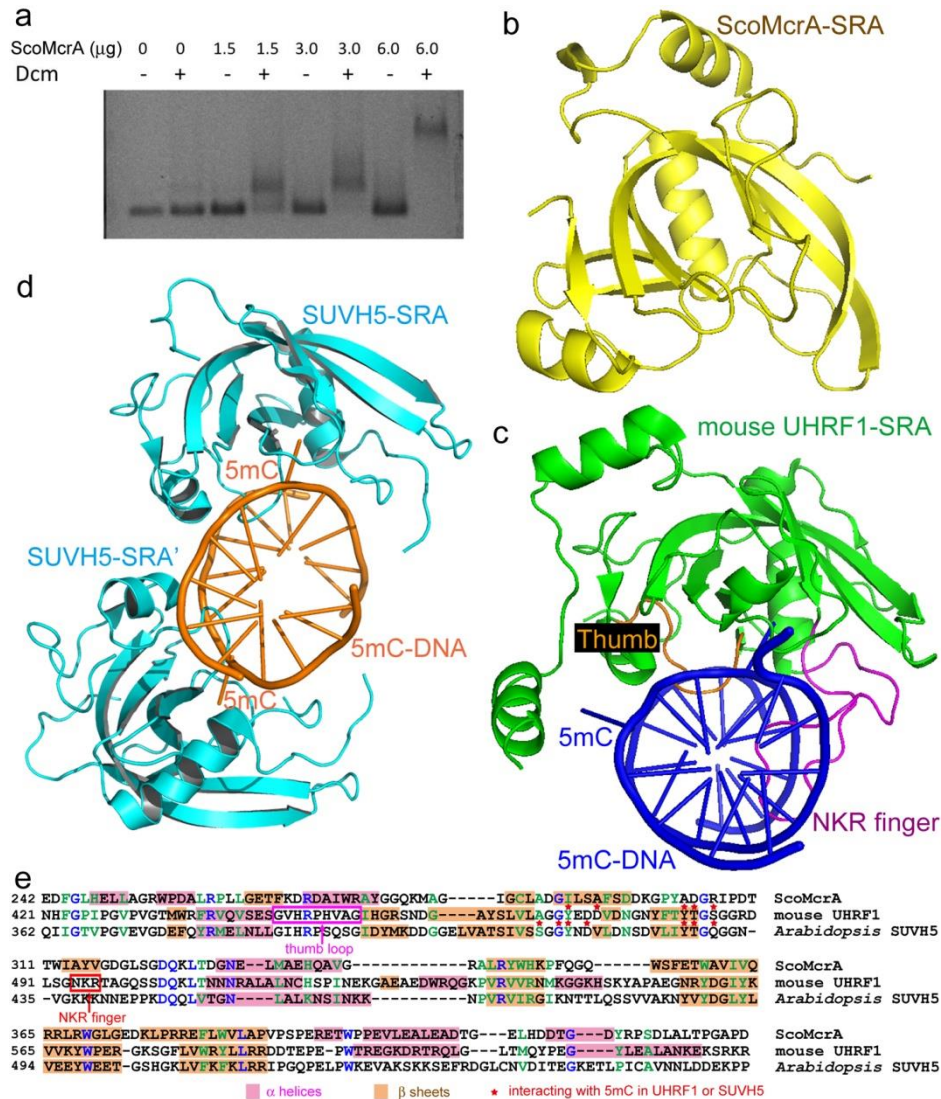 a
ScoMcrA (μg) 0 0 1.5 1.5 3.0 3.0 6.0 6.0
Dcm - + - + - + - +
b
ScoMcrA-SRA
c
mouse UHRF1-SRA
Thumb
5mC
NKR finger
5mC-DNA
d
SUVH5-SRA
5mC
SUVH5-SRA'
5mC-DNA
5mC
e
242 EDFGLHELLAGRWPDALRPLLGETFKDRDAIWRAYGGQKMAG-----IGCLADGILSAFSDDKGPYADGRIPDT ScoMcrA
421 NHFGPIPGVPVGTMWRFRVQVSESGVHRPHVAGIHGRSNDG---AYSLVLAGGYEDDVDNGNYFTYTGSGGRD mouse UHRF1
362 QIIGTVPGVEVGDEFQYRMELNLLGIHRPSQSGIDYMKDDGGELVATSIVSSGGYNDVLDNSDVLIYTGQGGNV Arabidopsis SUVH5
thumb loop
311 TWIAYVGDGLSGDQKLTDGNE--LMAEHQAVG----------PALRYWHKPFQGQ----WSFETWAVIVQ ScoMcrA
491 LSGNKRTAGQSSDQKLTNNNRALALNCHSPINEKGAEAEDWRQGKPVRVVRNMKGGKHSKYAPAEGNRYDGIYK mouse UHRF1
435 -VGKKKNNEPPKDQQLVTGN--LALKNSINKK---------NPVRVIRGIKNTTLQSSVVAKNYVYDGLYL Arabidopsis SUVH5
NKR finger
365 RRLRWGLGEDKLPRREFLWVLAPVPSPERETWPPEVLEALEADTG---ELHDDTG---DYRPSDLALTPGAPD ScoMcrA
565 VVKYWPER-GKSGFLVWRYLLRRDDTEPE-PWTREGKDRTRQLG---LTMQYPEG----YLEALANKEKSRKR mouse UHRF1
494 VEEYWEET-GSHGKLVFKFKLRRIPGQPELPWKEVAKSKKSEFRDGLCNVDITEGKETLPICAVNNLDDEKPP Arabidopsis SUVH5
α helices β sheets ★ interacting with 5mC in UHRF1 or SUVH5